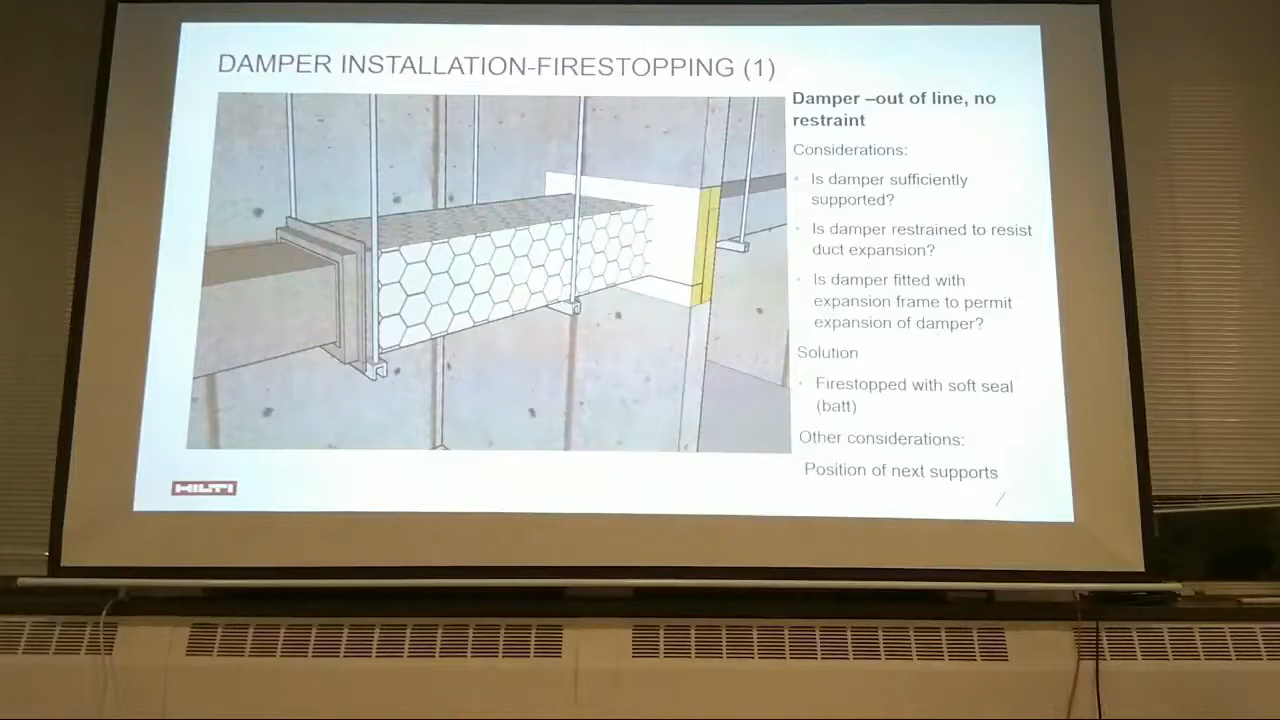 DAMPER INSTALLATION-FIRESTOPPING (1)
Damper –out of line, no
restraint
Considerations:
Is damper sufficiently
supported?
Is damper restrained to resist
duct expansion?
Is damper fitted with
expansion frame to permit
expansion of damper?
Solution
Firestopped with soft seal
(batt)
Other considerations:
Position of next supports
HILTI
/